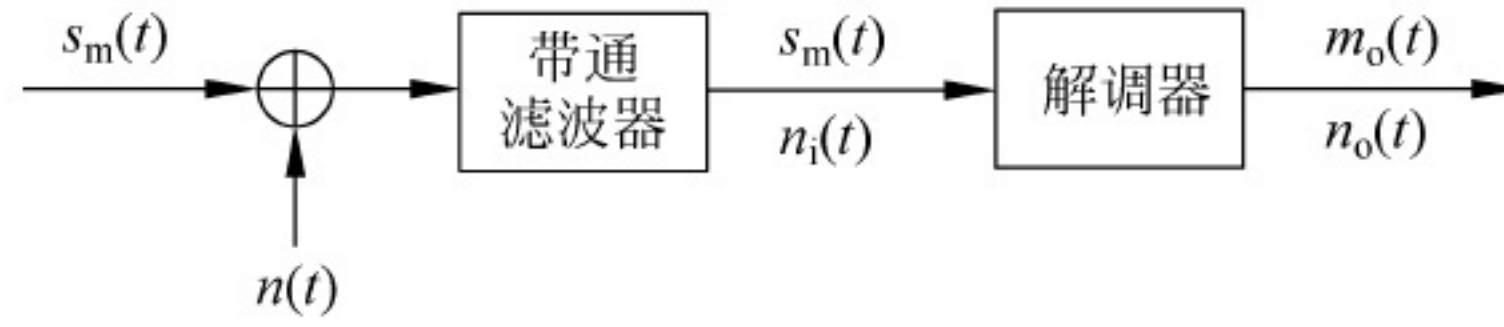 s_m(t)
n(t)
带通
滤波器
s_m(t)
n_i(t)
解调器
m_o(t)
n_o(t)